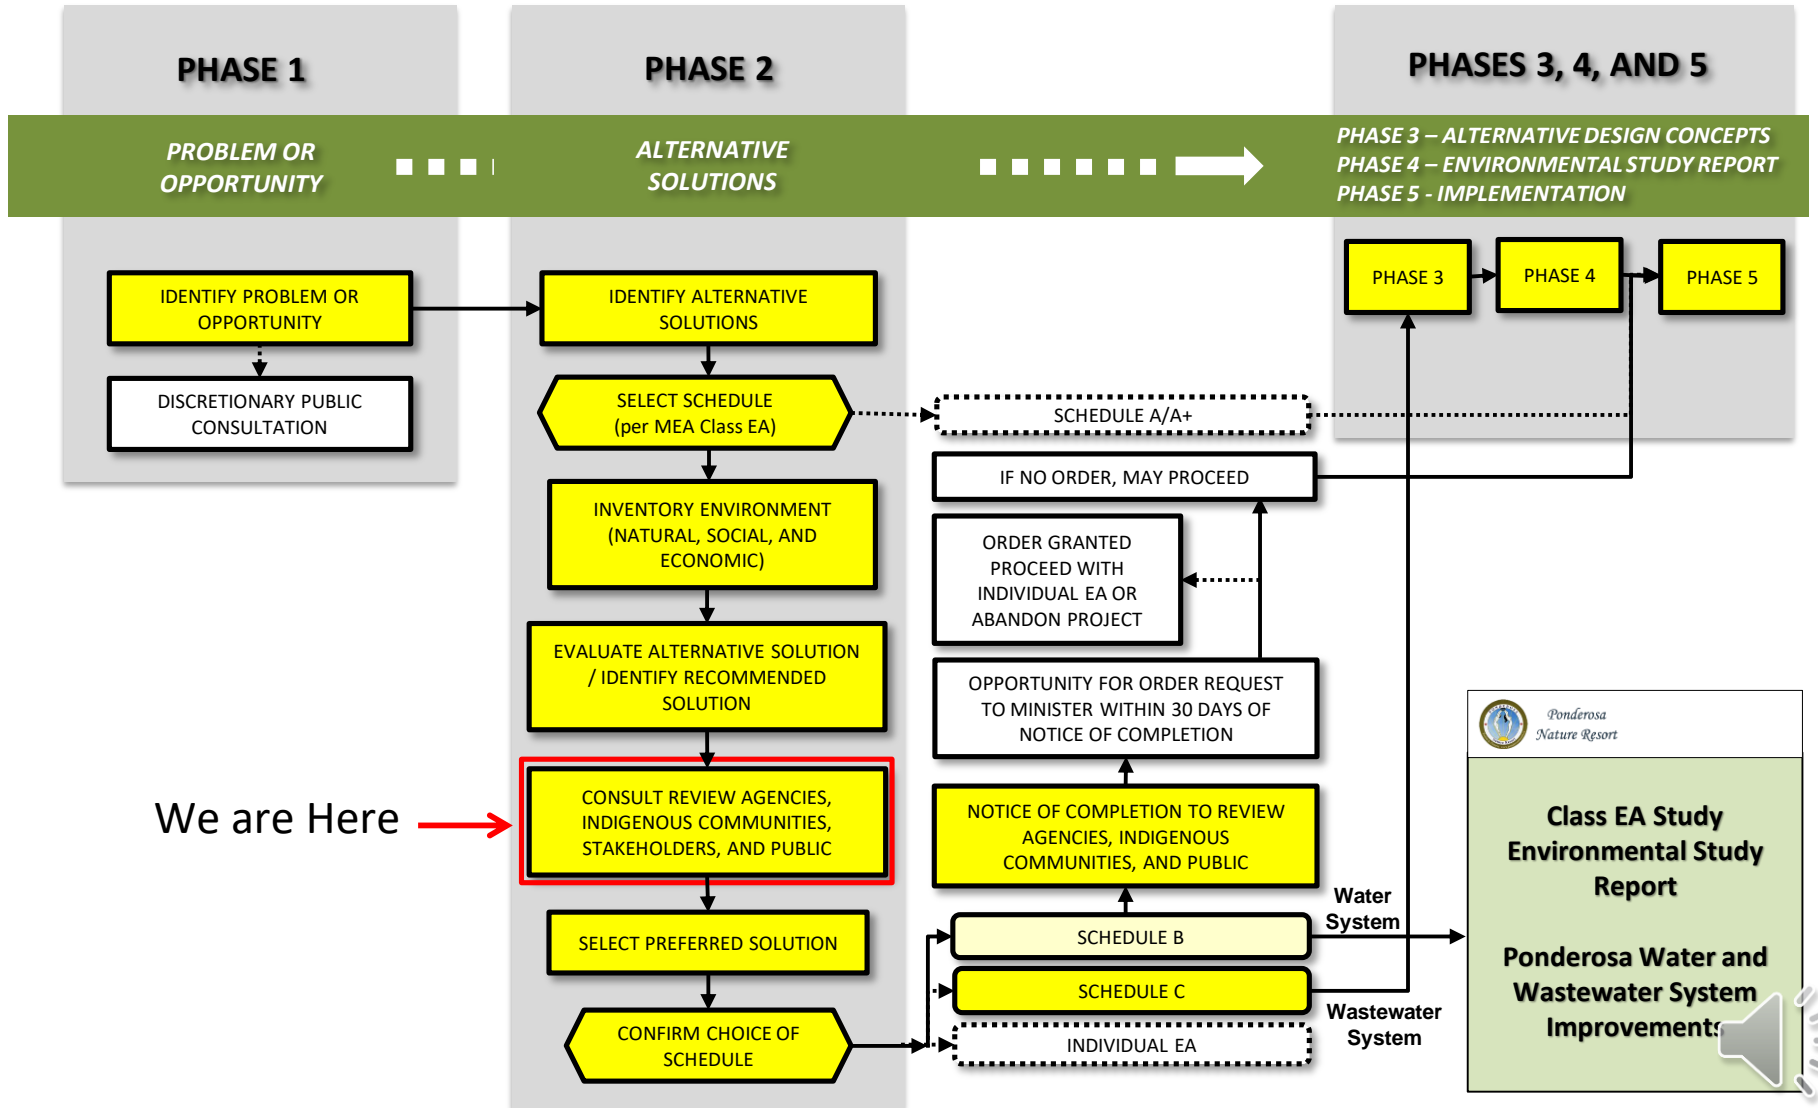 PHASE 1
PHASE 2
PHASES 3, 4, AND 5
PROBLEM OR
OPPORTUNITY
ALTERNATIVE
SOLUTIONS
PHASE 3 – ALTERNATIVE DESIGN CONCEPTS
PHASE 4 – ENVIRONMENTAL STUDY REPORT
PHASE 5 - IMPLEMENTATION
IDENTIFY PROBLEM OR
OPPORTUNITY
DISCRETIONARY PUBLIC
CONSULTATION
IDENTIFY ALTERNATIVE
SOLUTIONS
SELECT SCHEDULE
(per MEA Class EA)
INVENTORY ENVIRONMENT
(NATURAL, SOCIAL, AND
ECONOMIC)
EVALUATE ALTERNATIVE SOLUTION
/ IDENTIFY RECOMMENDED
SOLUTION
We are Here
CONSULT REVIEW AGENCIES,
INDIGENOUS COMMUNITIES,
STAKEHOLDERS, AND PUBLIC
SELECT PREFERRED SOLUTION
CONFIRM CHOICE OF
SCHEDULE
SCHEDULE A/A+
IF NO ORDER, MAY PROCEED
ORDER GRANTED
PROCEED WITH
INDIVIDUAL EA OR
ABANDON PROJECT
OPPORTUNITY FOR ORDER REQUEST
TO MINISTER WITHIN 30 DAYS OF
NOTICE OF COMPLETION
NOTICE OF COMPLETION TO REVIEW
AGENCIES, INDIGENOUS
COMMUNITIES, AND PUBLIC
SCHEDULE B
SCHEDULE C
INDIVIDUAL EA
Water
System
Wastewater
System
PHASE 3
PHASE 4
PHASE 5
Ponderosa
Nature Resort
Class EA Study
Environmental Study
Report
Ponderosa Water and
Wastewater System
Improvements